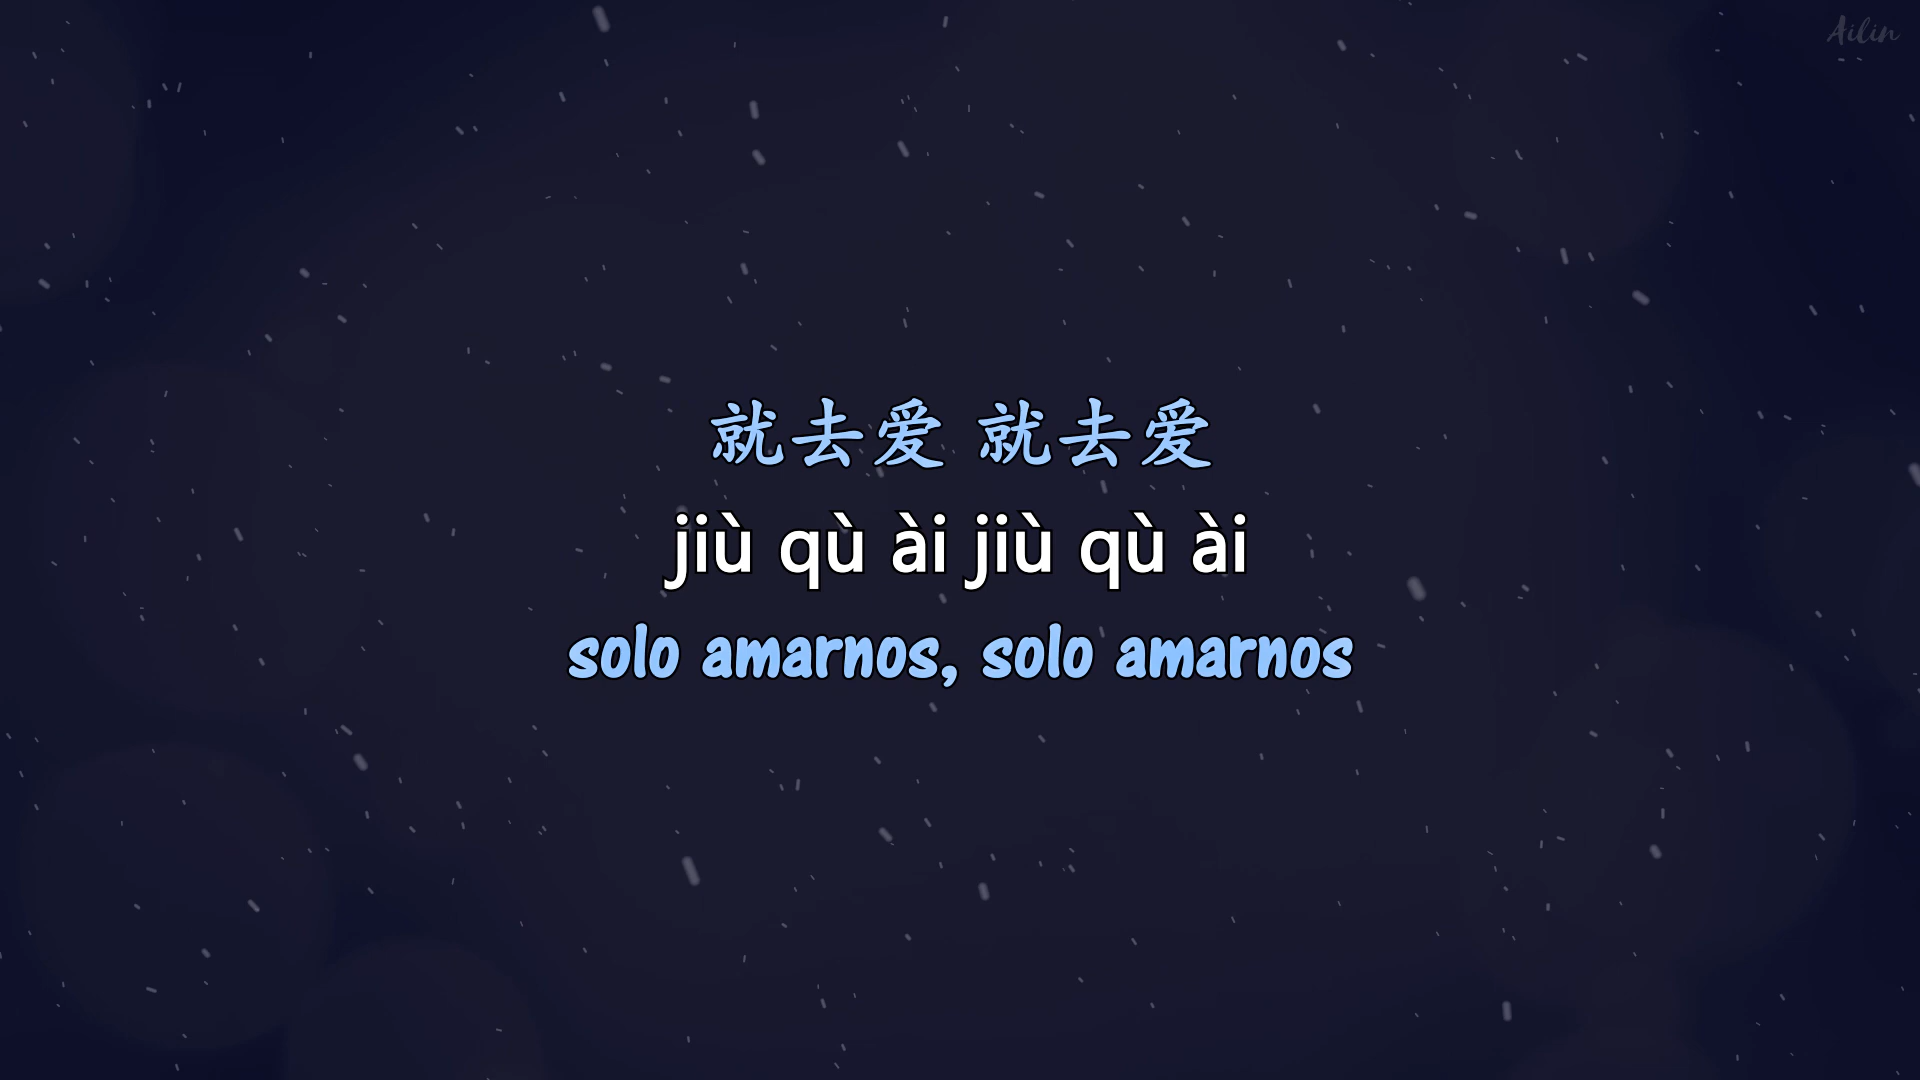 Ailin
就去爱 就去爱
jiù qù ài jiù qù ài
solo amarnos, solo amarnos